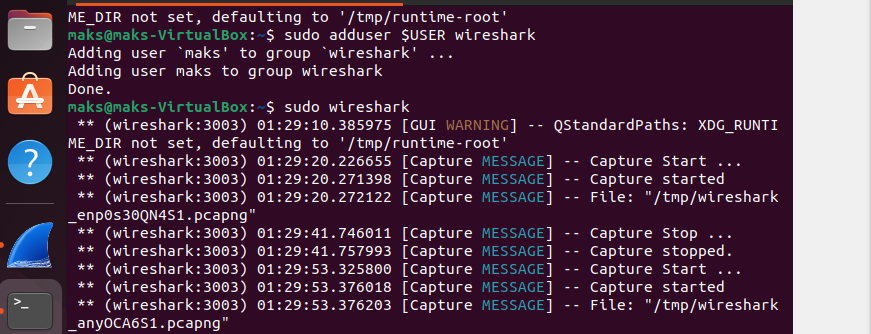 ME_DIR not set, defaulting to '/tmp/runtime-root'
maks@maks-VirtualBox:~$ sudo adduser $USER wireshark
Adding user `maks' to group `wireshark' ...
Adding user maks to group wireshark
Done.
maks@maks-VirtualBox:~$ sudo wireshark
 ** (wireshark:3003) 01:29:10.385975 [GUI WARNING] -- QStandardPaths: XDG_RUNTI
ME_DIR not set, defaulting to '/tmp/runtime-root'
 ** (wireshark:3003) 01:29:20.226655 [Capture MESSAGE] -- Capture Start ...
 ** (wireshark:3003) 01:29:20.271398 [Capture MESSAGE] -- Capture started
 ** (wireshark:3003) 01:29:20.272122 [Capture MESSAGE] -- File: "/tmp/wireshark
_enp0s30QN4S1.pcapng"
 ** (wireshark:3003) 01:29:41.746011 [Capture MESSAGE] -- Capture Stop ...
 ** (wireshark:3003) 01:29:41.757993 [Capture MESSAGE] -- Capture stopped.
 ** (wireshark:3003) 01:29:53.325800 [Capture MESSAGE] -- Capture Start ...
 ** (wireshark:3003) 01:29:53.376018 [Capture MESSAGE] -- Capture started
 ** (wireshark:3003) 01:29:53.376203 [Capture MESSAGE] -- File: "/tmp/wireshark
_anyOCA6S1.pcapng"